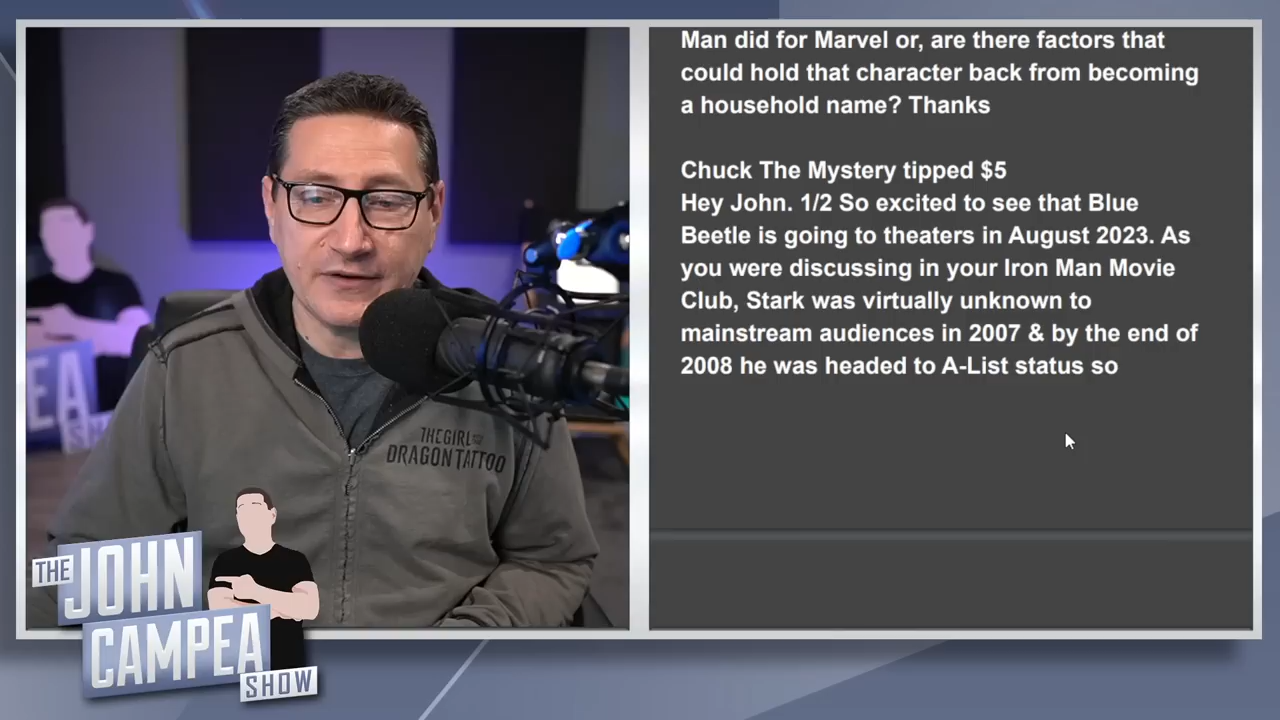 Man did for Marvel or, are there factors that
could hold that character back from becoming
a household name? Thanks
Chuck The Mystery tipped $5
Hey John. 1/2 So excited to see that Blue
Beetle is going to theaters in August 2023. As
you were discussing in your Iron Man Movie
Club, Stark was virtually unknown to
mainstream audiences in 2007 & by the end of
2008 he was headed to A-List status so
THE GIRL
DRAGON TATTOO
THE
JOHN
CAMPEA
SHOW